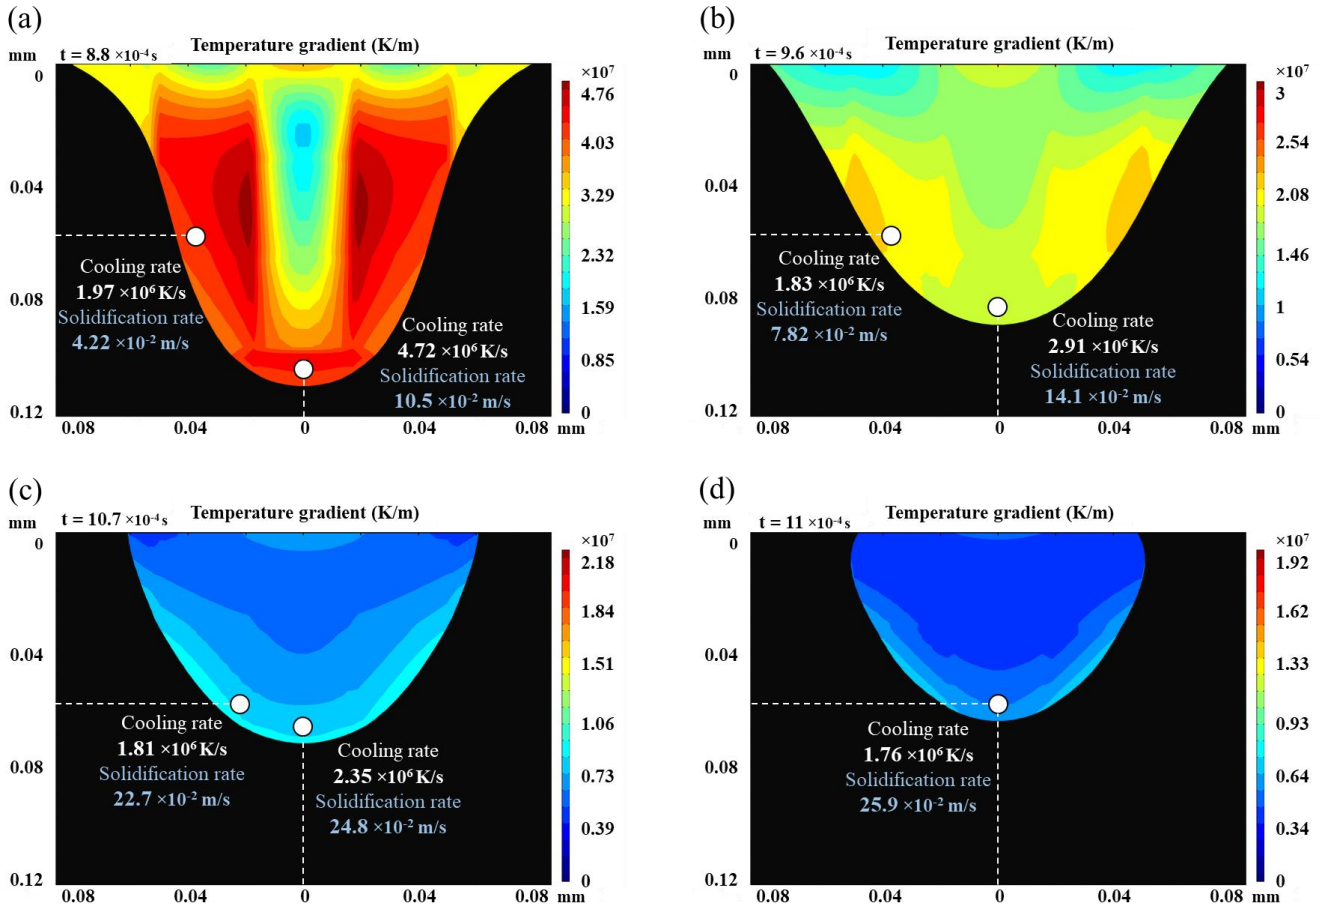 (a)
mm
t = 8.8 ×10⁻⁴ s
Temperature gradient (K/m)
×10⁷
0
0.04
0.08
0.12
4.76
4.03
3.29
2.32
1.59
0.85
0
Cooling rate
1.97 ×10⁶ K/s
Solidification rate
4.22 ×10⁻² m/s
Cooling rate
4.72 ×10⁶ K/s
Solidification rate
10.5 ×10⁻² m/s
0.08 0.04 0 0.04 0.08 mm
(b)
mm
t = 9.6 ×10⁻⁴ s
Temperature gradient (K/m)
×10⁷
0
0.04
0.08
0.12
3
2.54
2.08
1.46
1
0.54
0
Cooling rate
1.83 ×10⁶ K/s
Solidification rate
7.82 ×10⁻² m/s
Cooling rate
2.91 ×10⁶ K/s
Solidification rate
14.1 ×10⁻² m/s
0.08 0.04 0 0.04 0.08 mm
(c)
mm
t = 10.7 ×10⁻⁴ s
Temperature gradient (K/m)
×10⁷
0
0.04
0.08
0.12
2.18
1.84
1.51
1.06
0.73
0.39
0
Cooling rate
1.81 ×10⁶ K/s
Solidification rate
22.7 ×10⁻² m/s
Cooling rate
2.35 ×10⁶ K/s
Solidification rate
24.8 ×10⁻² m/s
0.08 0.04 0 0.04 0.08 mm
(d)
mm
t = 11 ×10⁻⁴ s
Temperature gradient (K/m)
×10⁷
0
0.04
0.08
0.12
1.92
1.62
1.33
0.93
0.64
0.34
0
Cooling rate
1.76 ×10⁶ K/s
Solidification rate
25.9 ×10⁻² m/s
0.08 0.04 0 0.04 0.08 mm